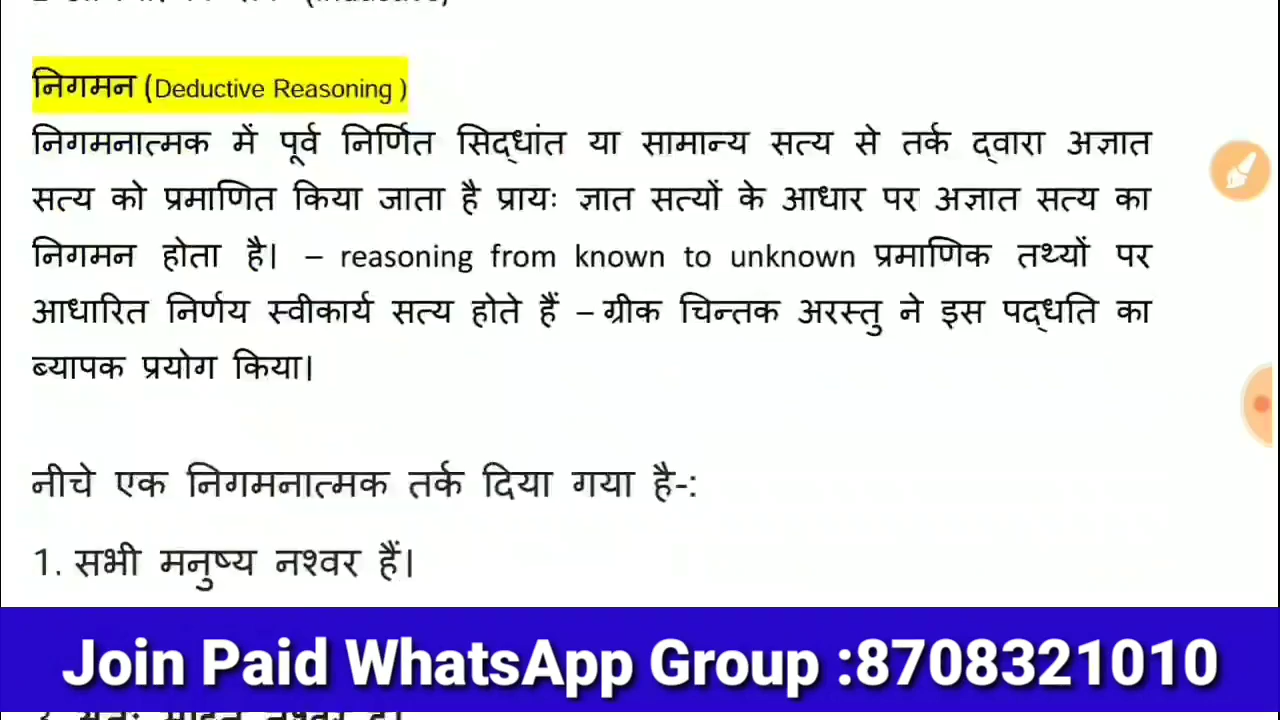 निगमन (Deductive Reasoning )
निगमनात्मक में पूर्व निर्णित सिद्धांत या सामान्य सत्य से तर्क द्वारा अज्ञात
सत्य को प्रमाणित किया जाता है प्रायः ज्ञात सत्यों के आधार पर अज्ञात सत्य का
निगमन होता है। – reasoning from known to unknown प्रमाणिक तथ्यों पर
आधारित निर्णय स्वीकार्य सत्य होते हैं – ग्रीक चिन्तक अरस्तु ने इस पद्धति का
ब्यापक प्रयोग किया।
नीचे एक निगमनात्मक तर्क दिया गया है-:
1. सभी मनुष्य नश्वर हैं।
Join Paid WhatsApp Group :8708321010